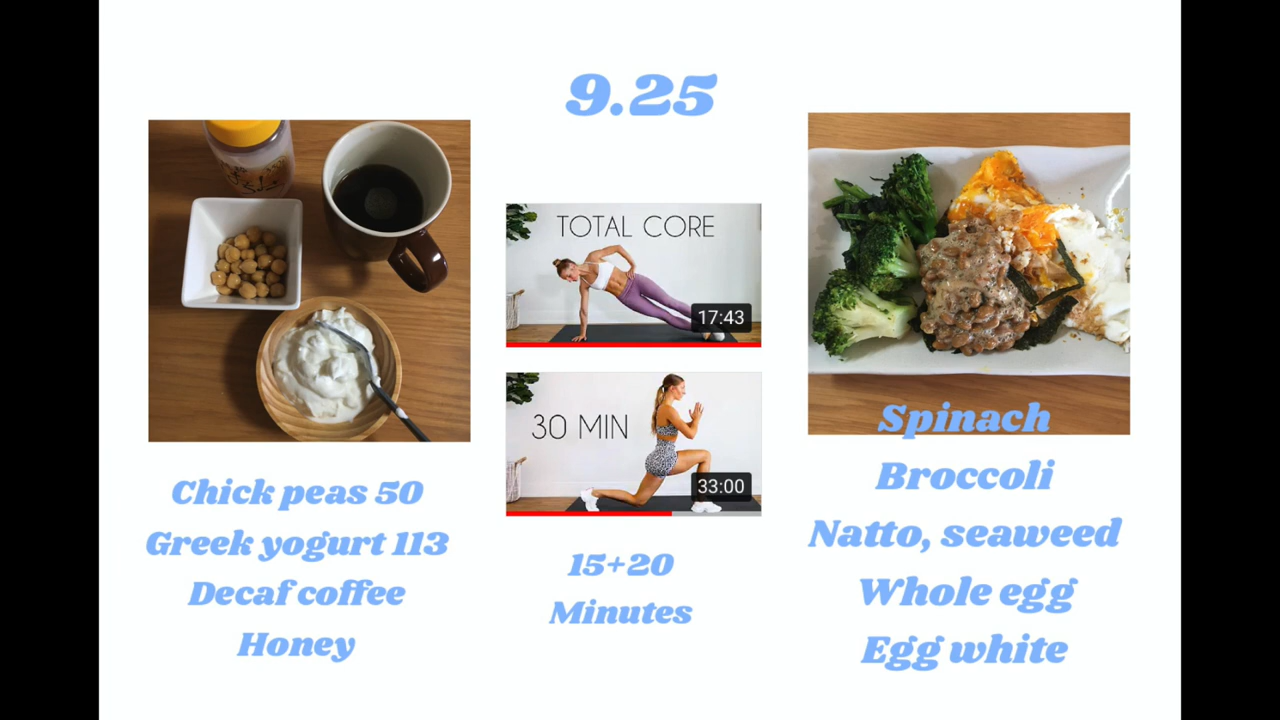 9.25
Chick peas 50
Greek yogurt 113
Decaf coffee
Honey
TOTAL CORE
17:43
30 MIN
33:00
15+20
Minutes
Spinach
Broccoli
Natto, seaweed
Whole egg
Egg white